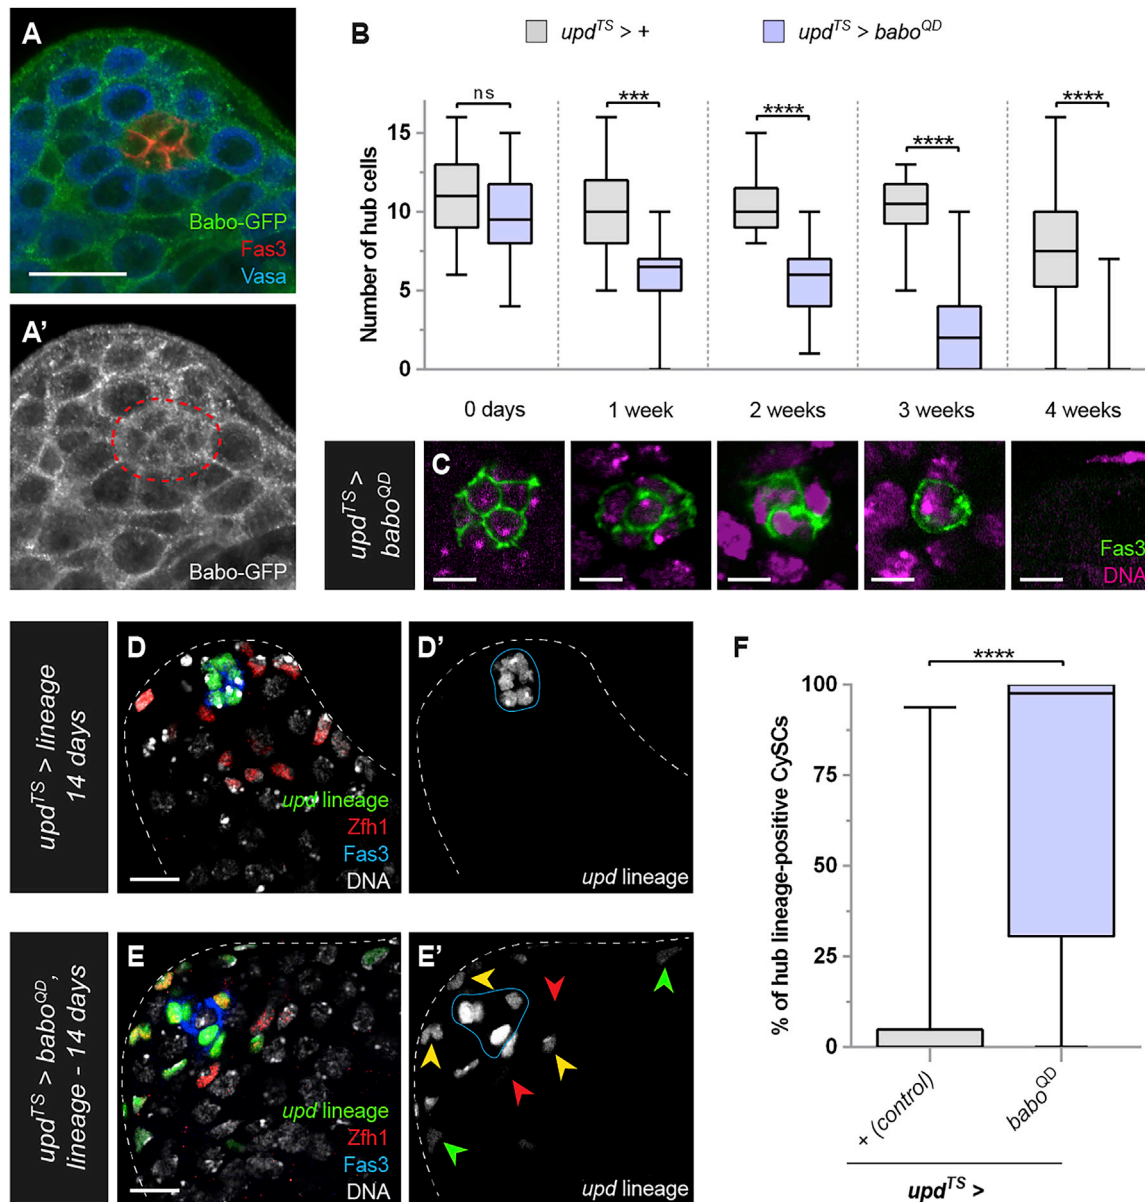 A
Babo-GFP
Fas3
Vasa
A'
Babo-GFP
B
upd^TS > +
upd^TS > babo^QD
Number of hub cells
15
10
5
0
ns
***
****
****
****
0 days
1 week
2 weeks
3 weeks
4 weeks
upd^TS >
babo^QD
C
Fas3
DNA
upd^TS > lineage
14 days
D
upd lineage
Zfh1
Fas3
DNA
D'
upd lineage
upd^TS > babo^QD,
lineage - 14 days
E
upd lineage
Zfh1
Fas3
DNA
E'
upd lineage
F
****
% of hub lineage-positive CySCs
100
75
50
25
0
+ (control)
babo^QD
upd^TS >